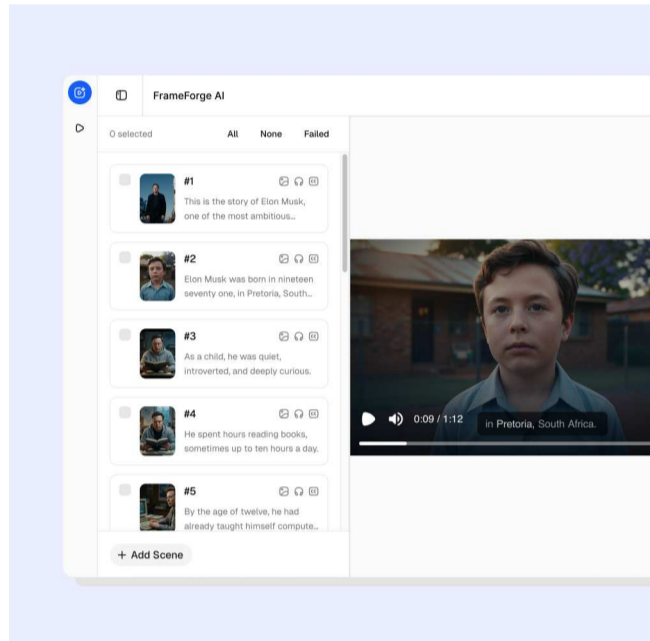 FrameForge AI
0 selected
All None Failed
#1
This is the story of Elon Musk,
one of the most ambitious...
#2
Elon Musk was born in nineteen
seventy one, in Pretoria, South...
#3
As a child, he was quiet,
introverted, and deeply curious.
#4
He spent hours reading books,
sometimes up to ten hours a day.
#5
By the age of twelve, he had
already taught himself compute...
+ Add Scene
0:09 / 1:12
in Pretoria, South Africa.